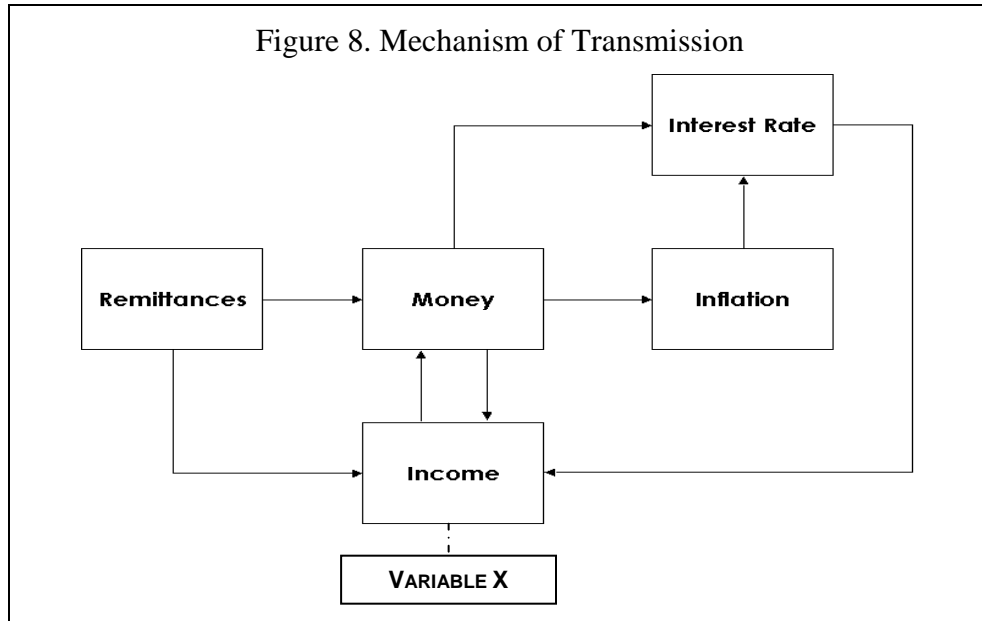 Figure 8. Mechanism of Transmission
Interest Rate
Remittances
Money
Inflation
Income
VARIABLE X